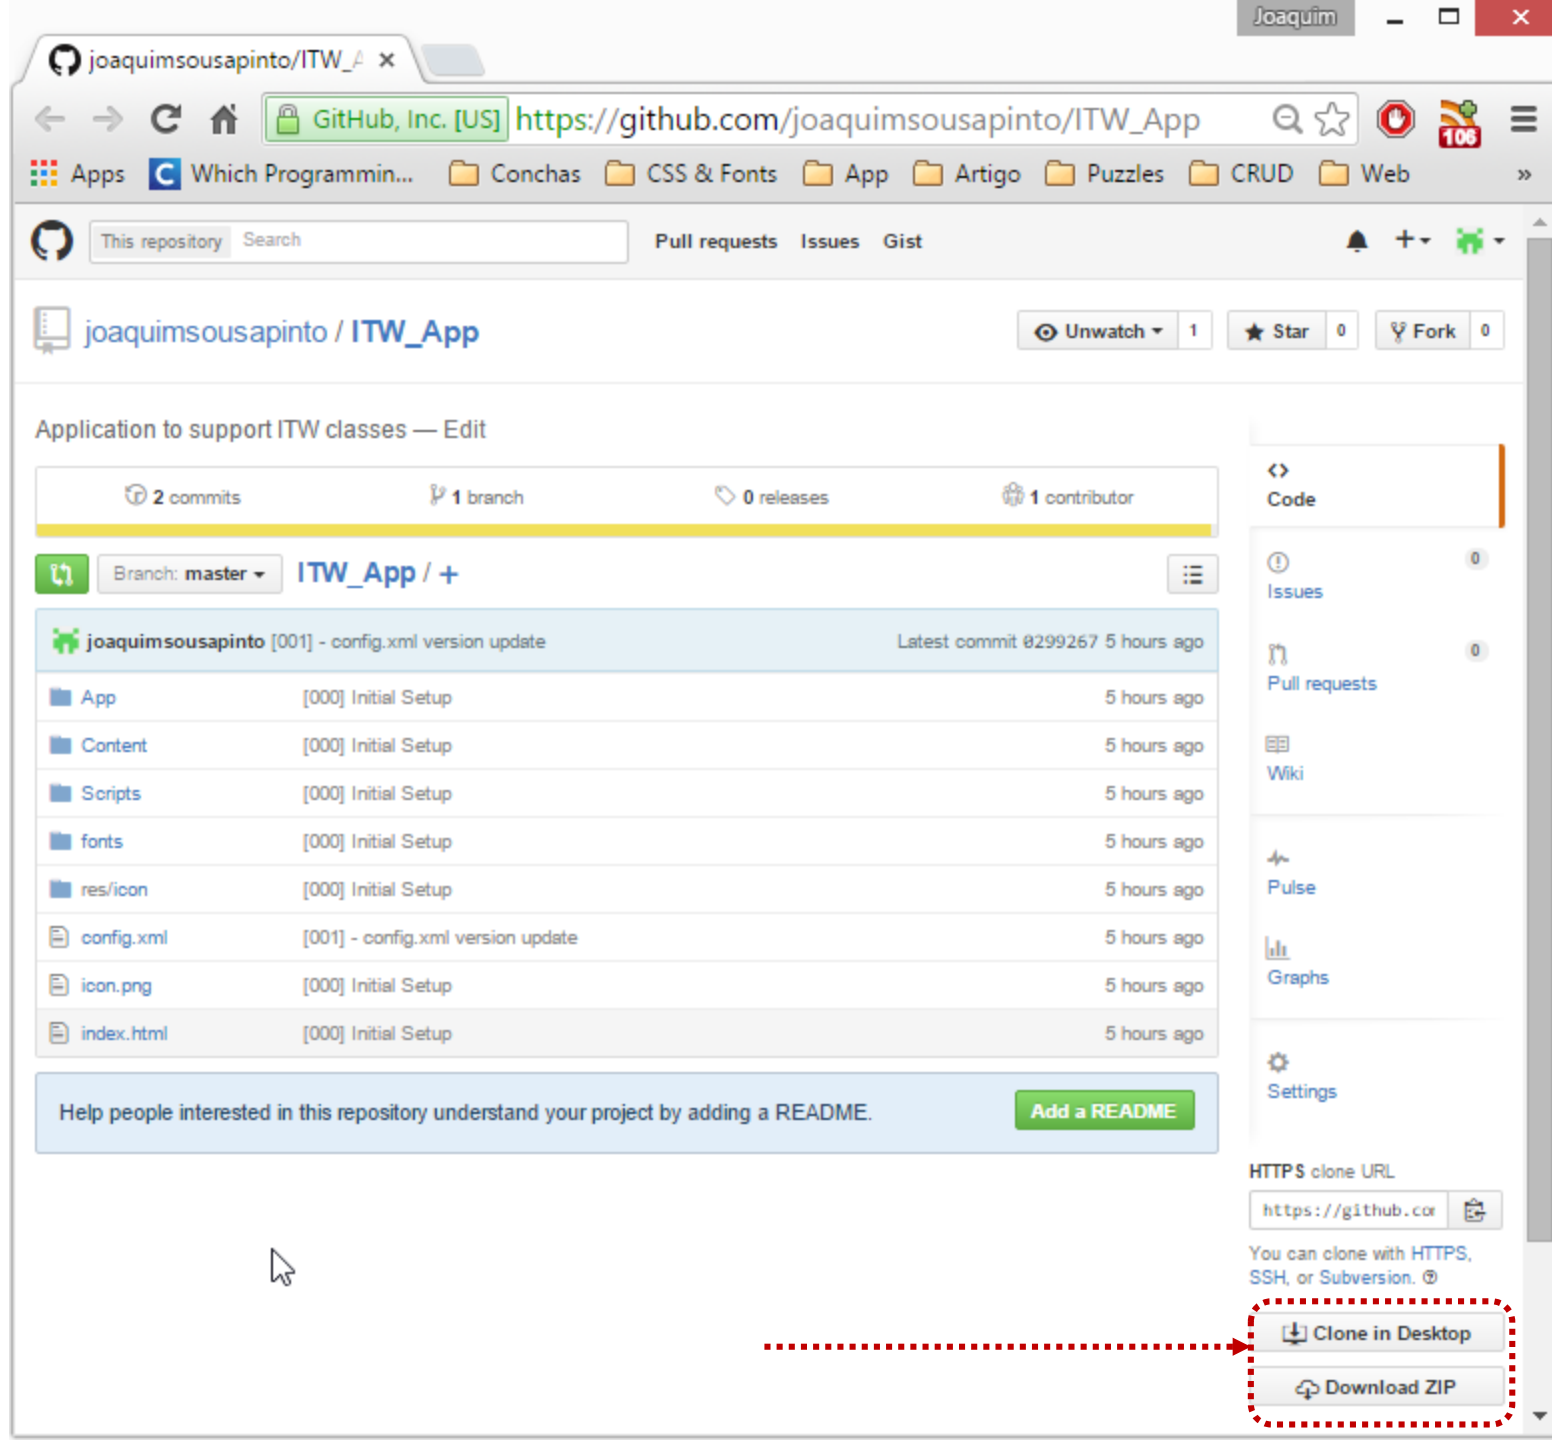 Joaquim
joaquimsousapinto/ITW_A
GitHub, Inc. [US] https://github.com/joaquimsousapinto/ITW_App
106
Apps Which Programmin... Conchas CSS & Fonts App Artigo Puzzles CRUD Web »
This repository Search Pull requests Issues Gist
joaquimsousapinto / ITW_App
Unwatch 1 Star 0 Fork 0
Application to support ITW classes — Edit
2 commits 1 branch 0 releases 1 contributor
Branch: master ITW_App / +
joaquimsousapinto [001] - config.xml version update Latest commit 0299267 5 hours ago
App [000] Initial Setup 5 hours ago
Content [000] Initial Setup 5 hours ago
Scripts [000] Initial Setup 5 hours ago
fonts [000] Initial Setup 5 hours ago
res/icon [000] Initial Setup 5 hours ago
config.xml [001] - config.xml version update 5 hours ago
icon.png [000] Initial Setup 5 hours ago
index.html [000] Initial Setup 5 hours ago
Help people interested in this repository understand your project by adding a README. Add a README
Code
Issues 0
Pull requests 0
Wiki
Pulse
Graphs
Settings
HTTPS clone URL
https://github.cor
You can clone with HTTPS,
SSH, or Subversion.
Clone in Desktop
Download ZIP